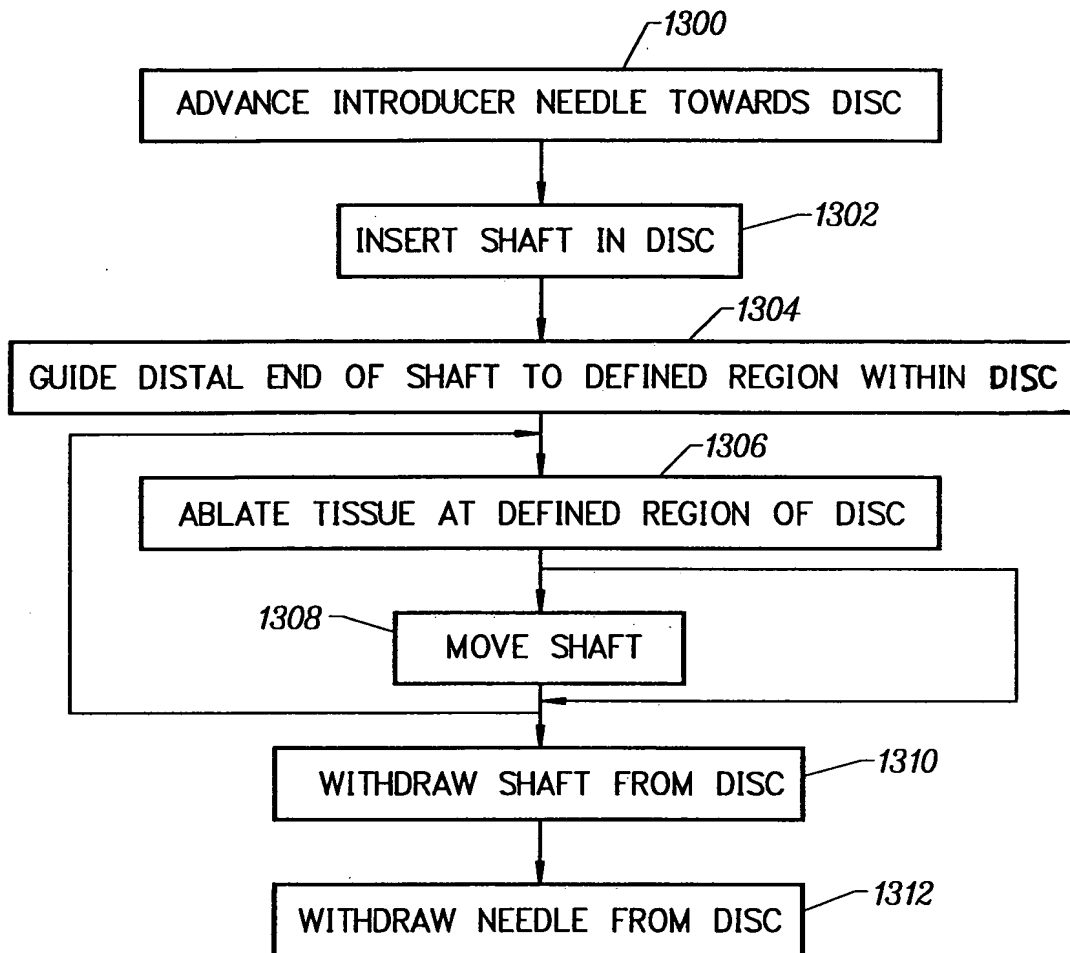 1300
ADVANCE INTRODUCER NEEDLE TOWARDS DISC
1302
INSERT SHAFT IN DISC
1304
GUIDE DISTAL END OF SHAFT TO DEFINED REGION WITHIN DISC
1306
ABLATE TISSUE AT DEFINED REGION OF DISC
1308
MOVE SHAFT
1310
WITHDRAW SHAFT FROM DISC
1312
WITHDRAW NEEDLE FROM DISC